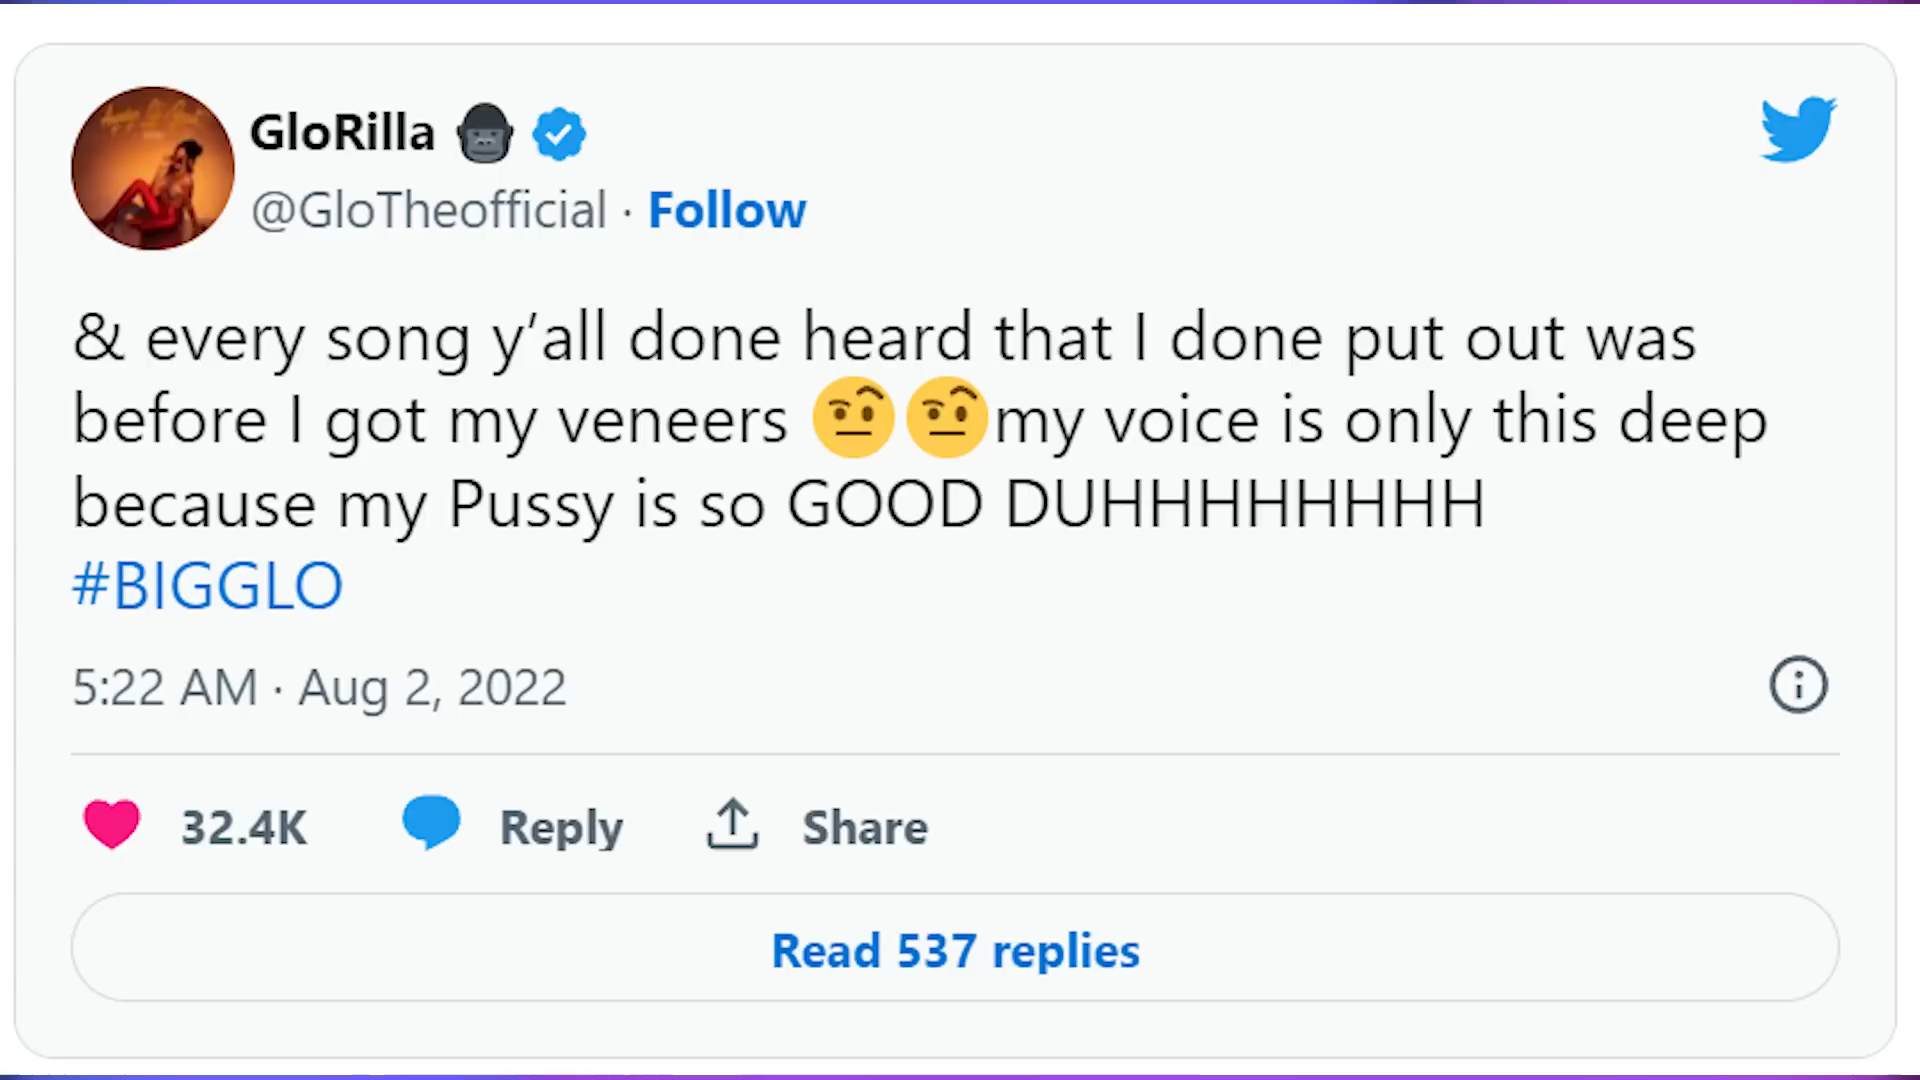 GloRilla 🦍
@GloTheofficial · Follow
& every song y’all done heard that I done put out was
before I got my veneers 🤨🤨my voice is only this deep
because my Pussy is so GOOD DUHHHHHHHH
#BIGGLO
5:22 AM · Aug 2, 2022
32.4K Reply Share
Read 537 replies